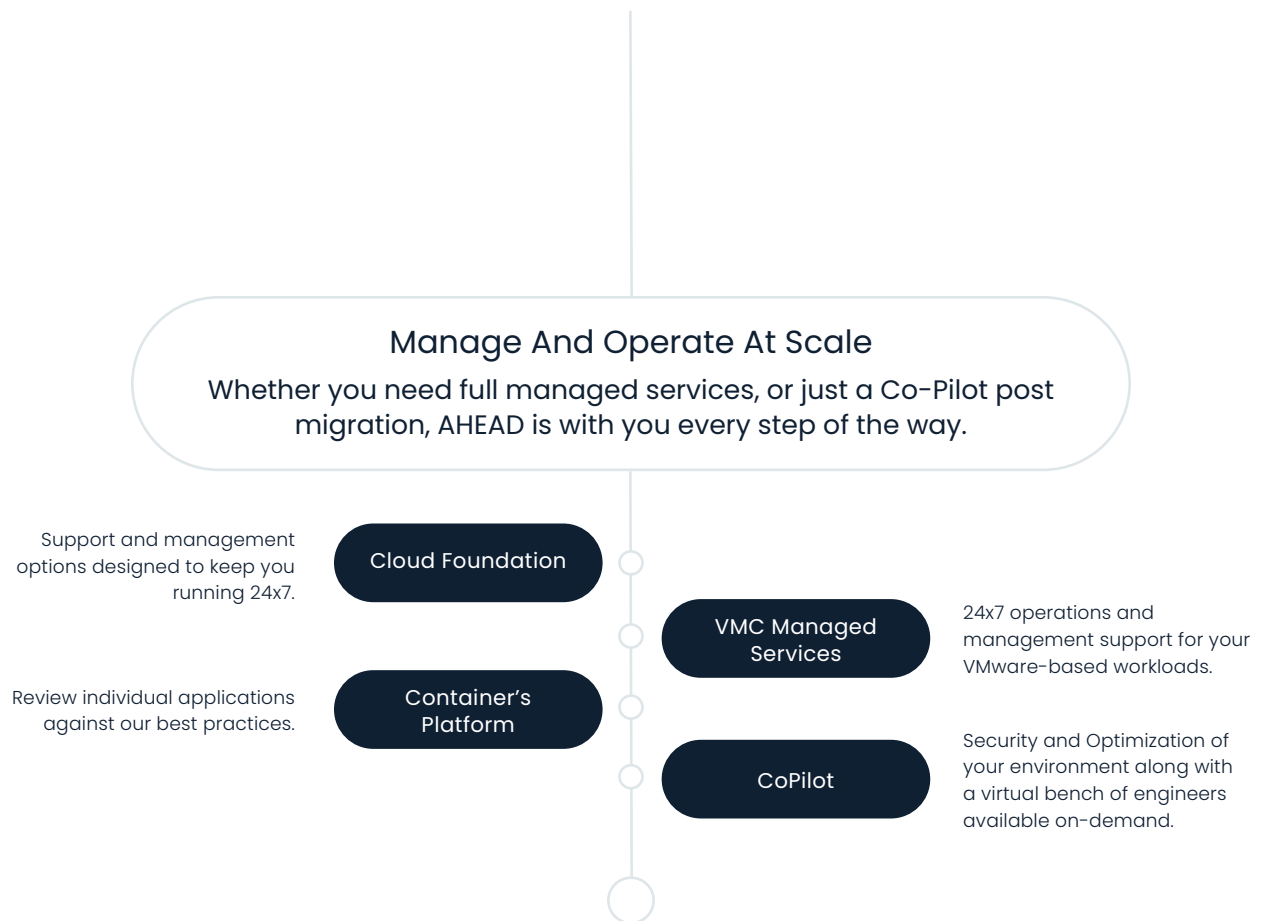 Manage And Operate At Scale
Whether you need full managed services, or just a Co-Pilot post
migration, AHEAD is with you every step of the way.
Support and management
options designed to keep you
running 24x7.
Cloud Foundation
VMC Managed
Services
24x7 operations and
management support for your
VMware-based workloads.
Review individual applications
against our best practices.
Container’s
Platform
CoPilot
Security and Optimization of
your environment along with
a virtual bench of engineers
available on-demand.